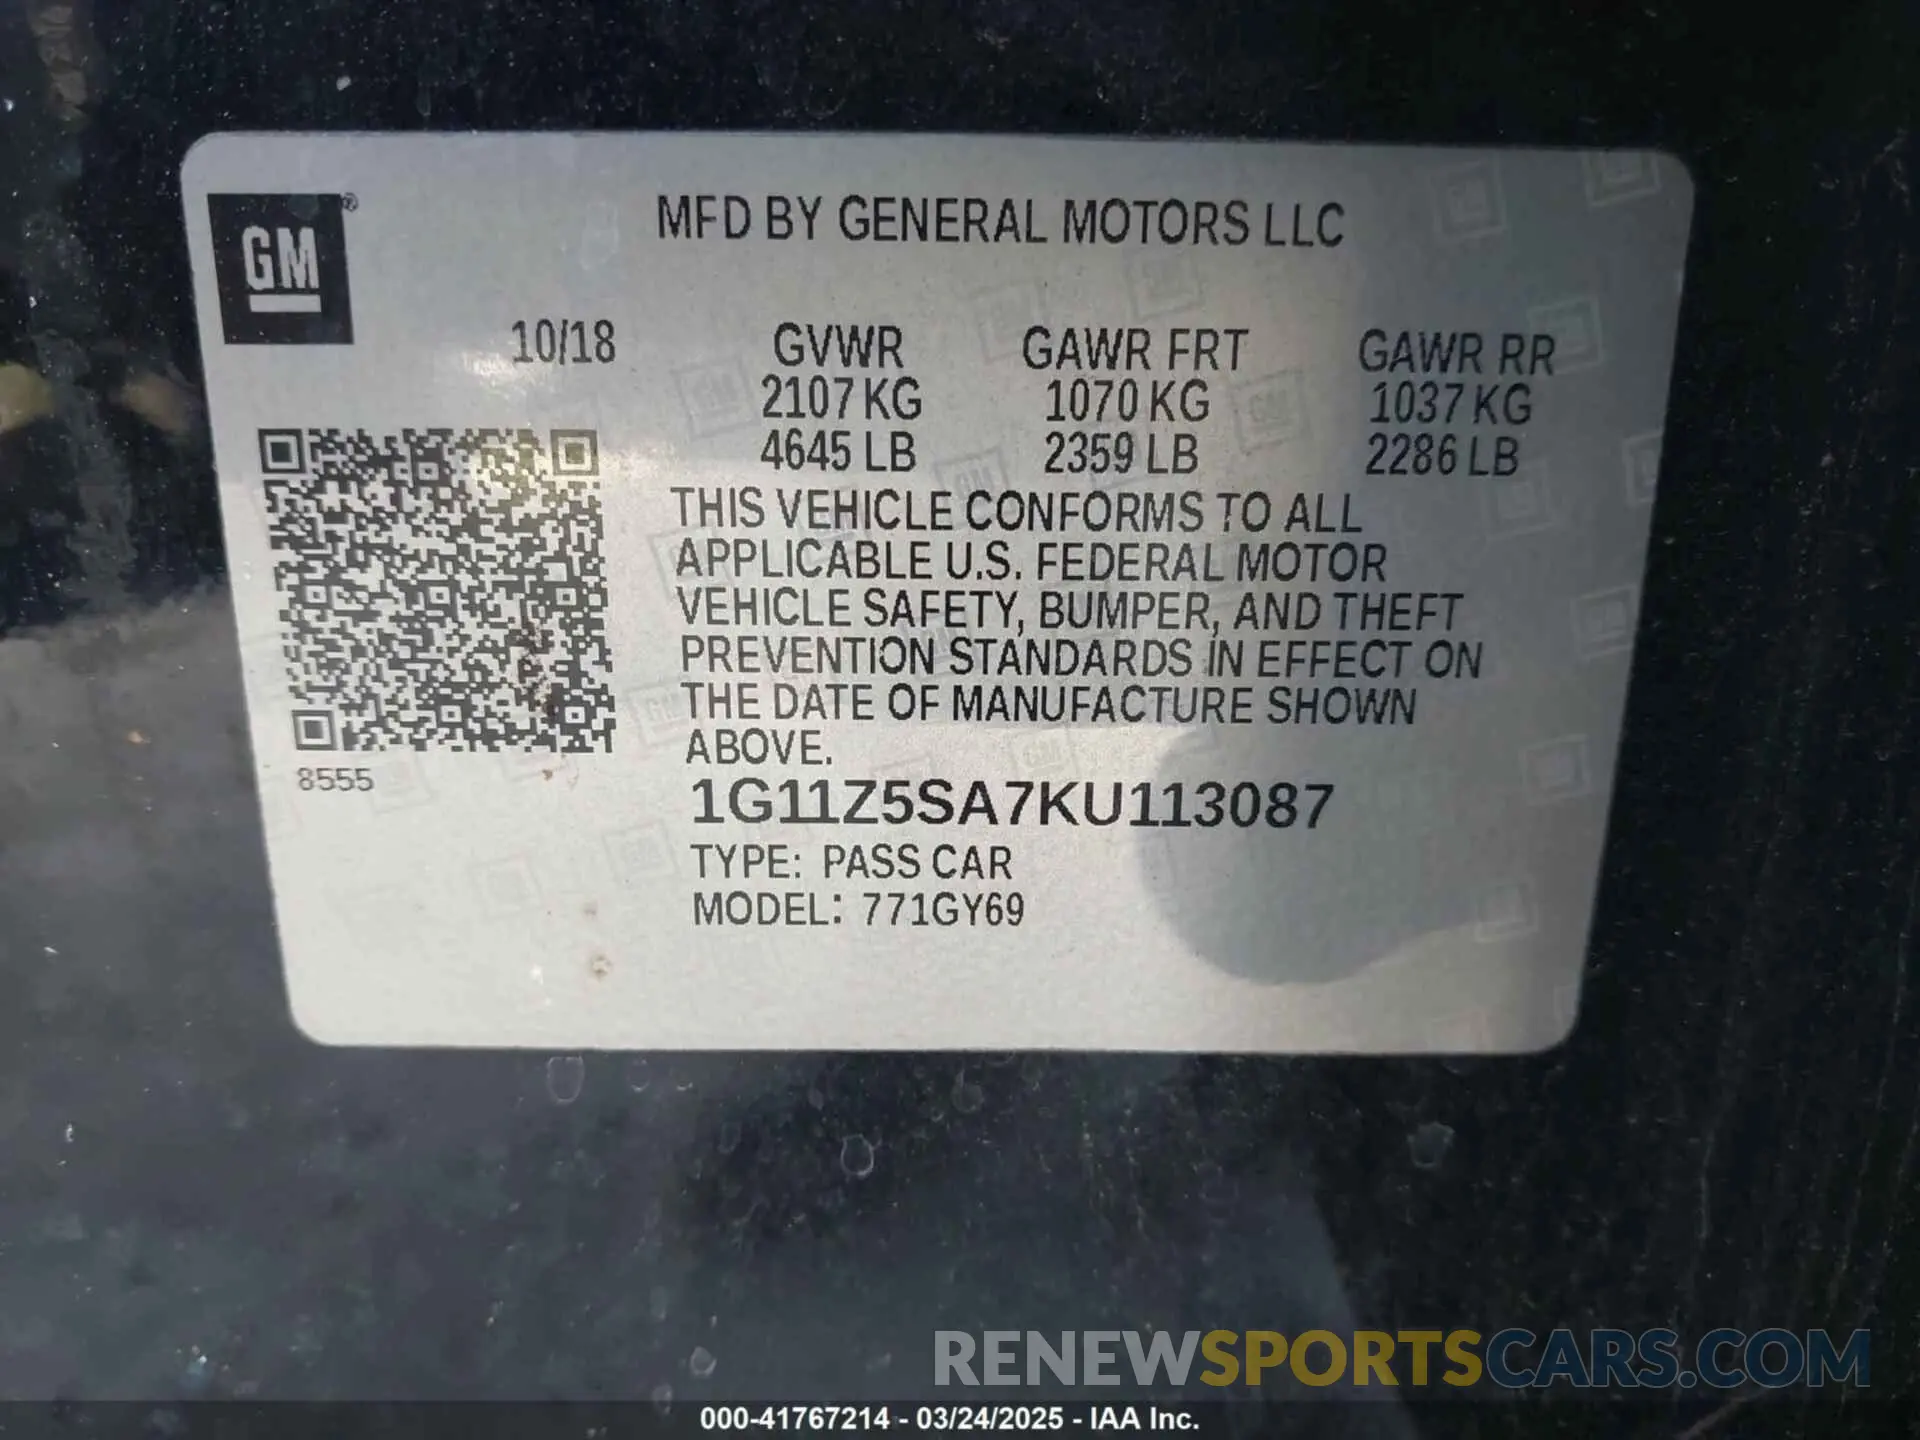 GM®
MFD BY GENERAL MOTORS LLC
10/18 GVWR GAWR FRT GAWR RR
2107 KG 1070 KG 1037 KG
4645 LB 2359 LB 2286 LB
THIS VEHICLE CONFORMS TO ALL
APPLICABLE U.S. FEDERAL MOTOR
VEHICLE SAFETY, BUMPER, AND THEFT
PREVENTION STANDARDS IN EFFECT ON
THE DATE OF MANUFACTURE SHOWN
ABOVE.
8555
1G11Z5SA7KU113087
TYPE: PASS CAR
MODEL: 771GY69
RENEWSPORTSCARS.COM
000-41767214 - 03/24/2025 - IAA Inc.